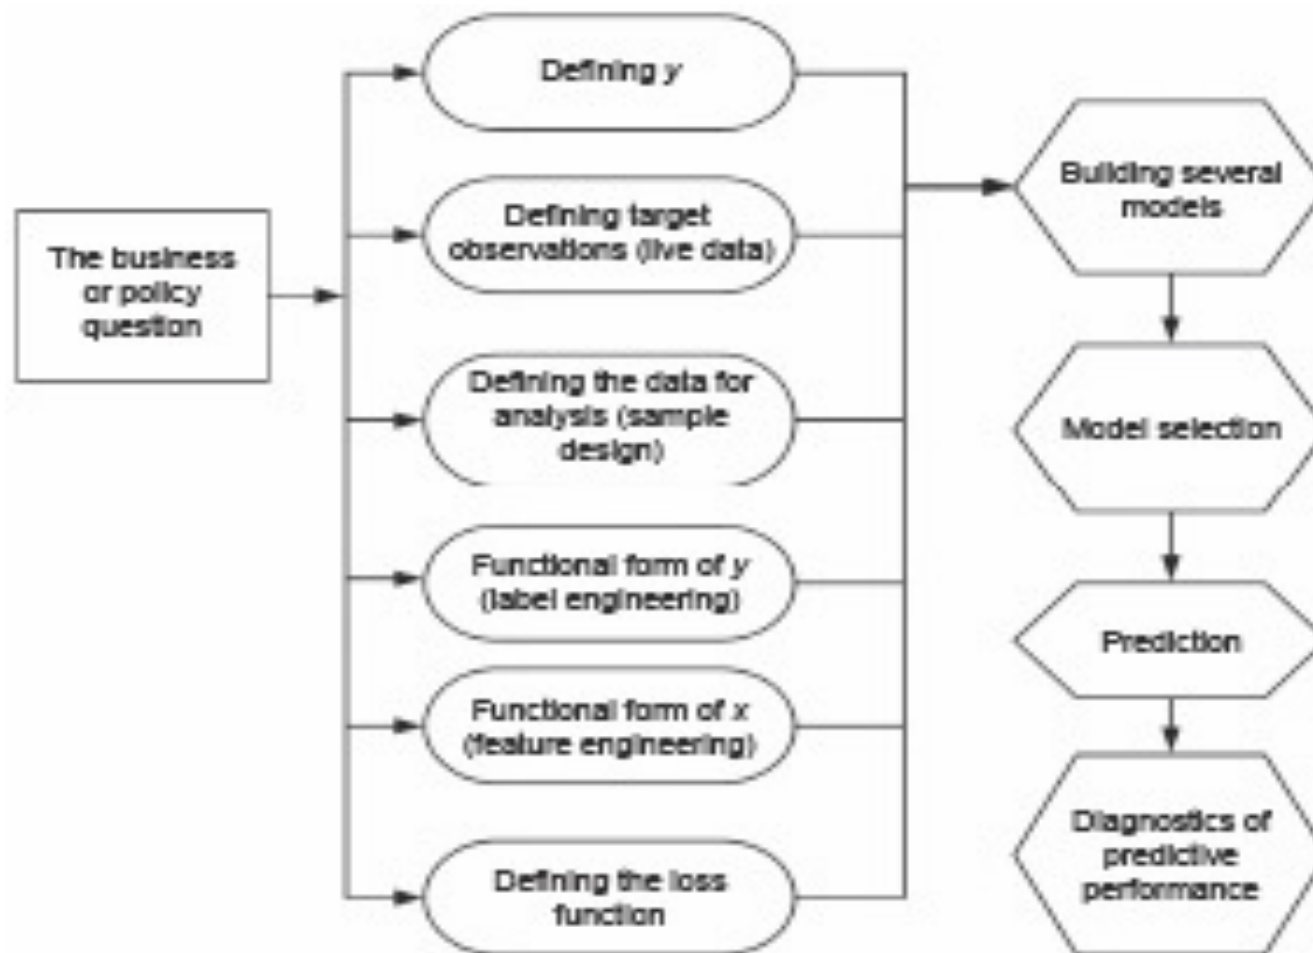 The business
or policy
question
Defining y
Defining target
observations (live data)
Defining the data for
analysis (sample
design)
Functional form of y
(label engineering)
Functional form of x
(feature engineering)
Defining the loss
function
Building several
models
Model selection
Prediction
Diagnostics of
predictive
performance